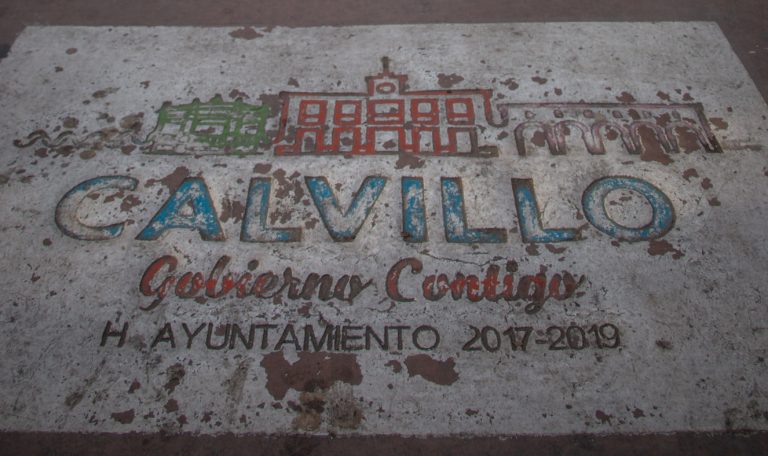 CALVILLO
Gobierno Contigo
H AYUNTAMIENTO 2017-2019